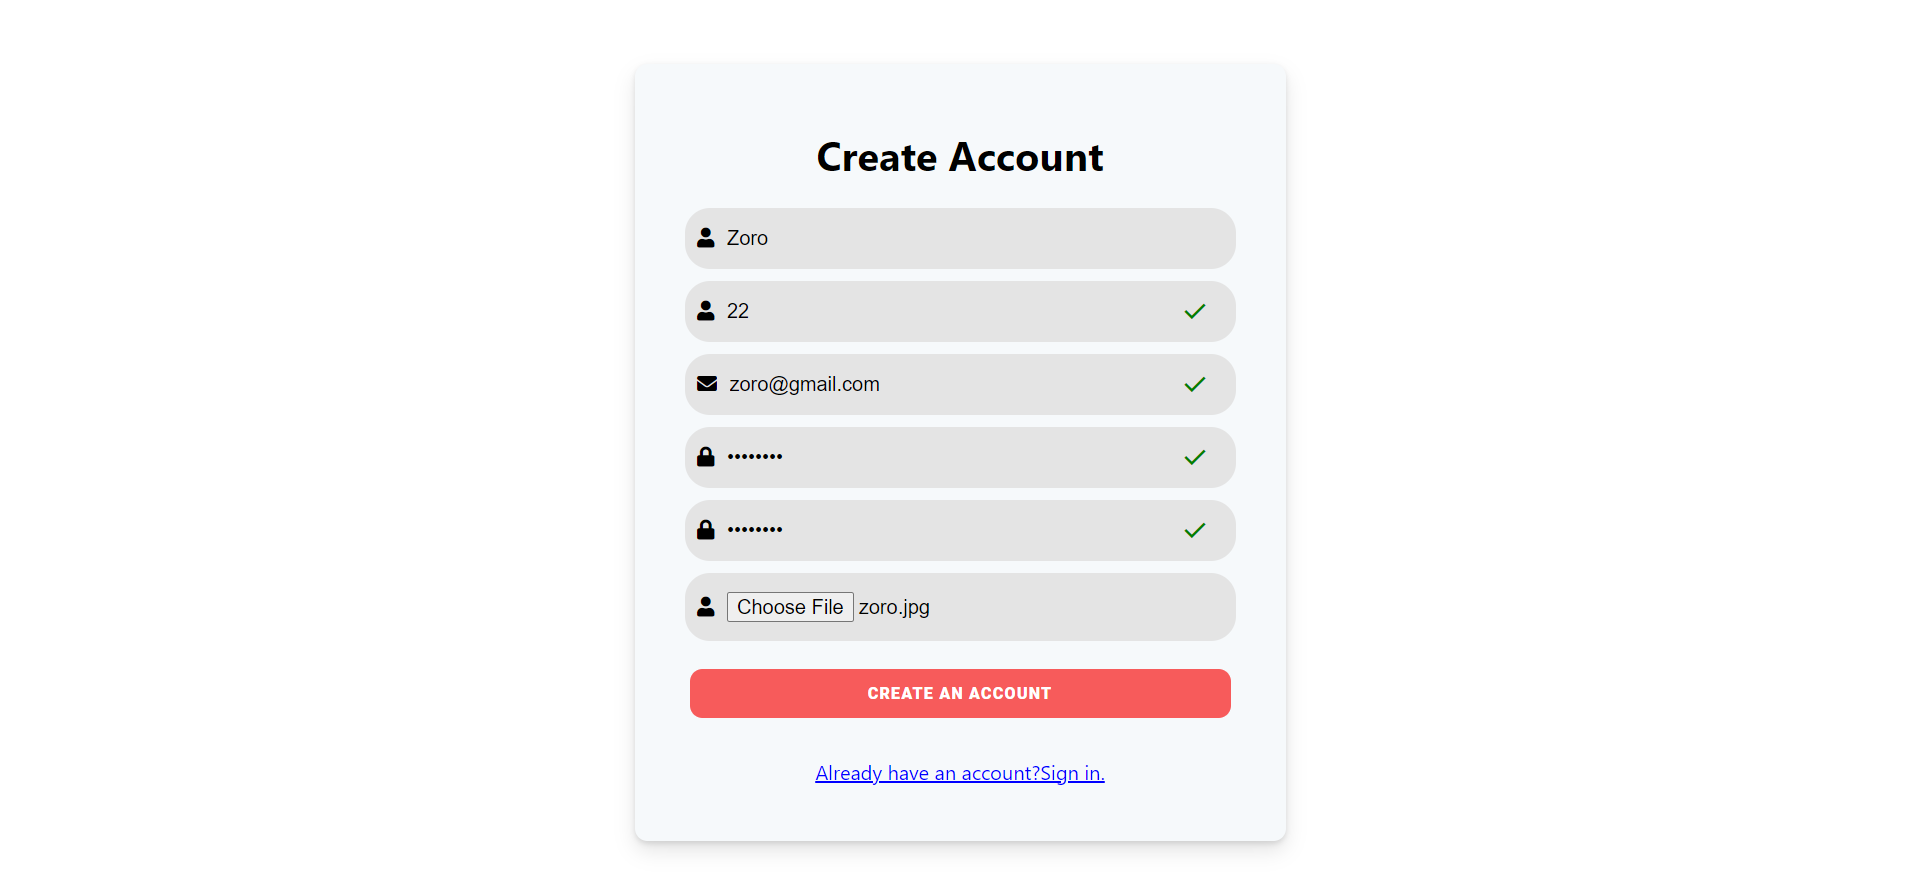 Create Account
Zoro
22
zoro@gmail.com
••••••••
••••••••
Choose File zoro.jpg
CREATE AN ACCOUNT
Already have an account?Sign in.